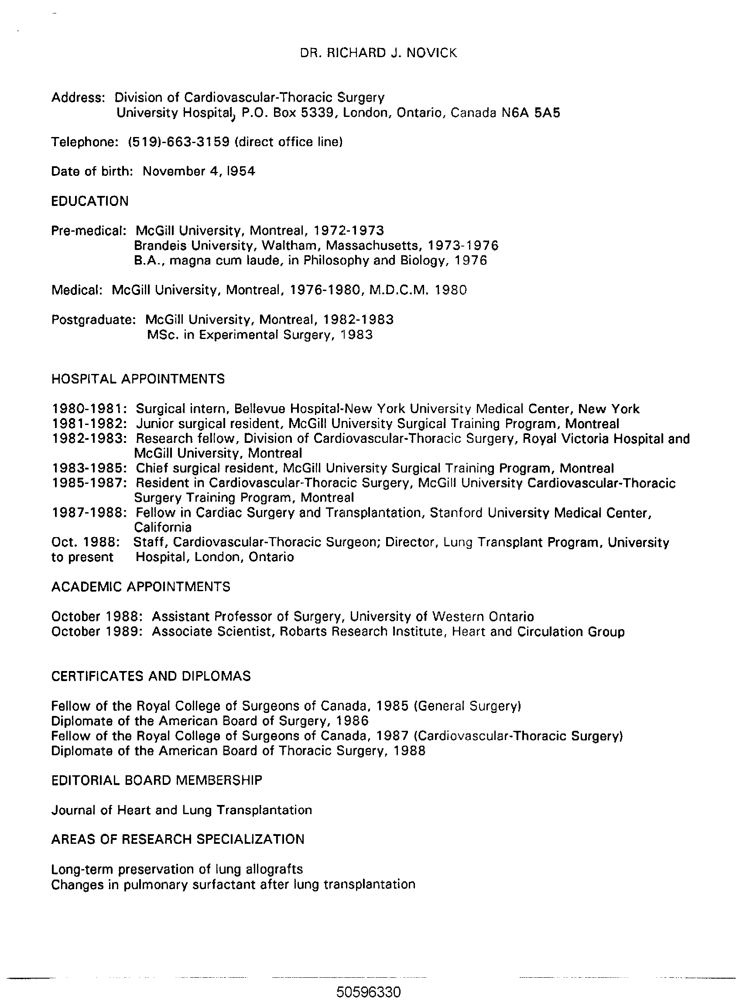 DR. RICHARD J. NOVICK
Address: Division of Cardiovascular-Thoracic Surgery
University Hospital, P.O. Box 5339, London, Ontario, Canada N6A 5A5
Telephone: (519)-663-3159 (direct office line)
Date of birth: November 4, 1954
EDUCATION
Pre-medical: McGill University, Montreal, 1972-1973
Brandeis University, Waltham, Massachusetts, 1973-1976
B.A., magna cum laude, in Philosophy and Biology, 1976
Medical: McGill University, Montreal, 1976-1980, M.D.C.M. 1980
Postgraduate: McGill University, Montreal, 1982-1983
MSc. in Experimental Surgery, 1983
HOSPITAL APPOINTMENTS
1980-1981: Surgical intern, Bellevue Hospital-New York University Medical Center, New York
1981-1982: Junior surgical resident, McGill University Surgical Training Program, Montreal
1982-1983: Research fellow, Division of Cardiovascular-Thoracic Surgery, Royal Victoria Hospital and
McGill University, Montreal
1983-1985: Chief surgical resident, McGill University Surgical Training Program, Montreal
1985-1987: Resident in Cardiovascular-Thoracic Surgery, McGill University Cardiovascular-Thoracic
Surgery Training Program, Montreal
1987-1988: Fellow in Cardiac Surgery and Transplantation, Stanford University Medical Center,
California
Oct. 1988: Staff, Cardiovascular-Thoracic Surgeon; Director, Lung Transplant Program, University
to present Hospital, London, Ontario
ACADEMIC APPOINTMENTS
October 1988: Assistant Professor of Surgery, University of Western Ontario
October 1989: Associate Scientist, Robarts Research Institute, Heart and Circulation Group
CERTIFICATES AND DIPLOMAS
Fellow of the Royal College of Surgeons of Canada, 1985 (General Surgery)
Diplomate of the American Board of Surgery, 1986
Fellow of the Royal College of Surgeons of Canada, 1987 (Cardiovascular-Thoracic Surgery)
Diplomate of the American Board of Thoracic Surgery, 1988
EDITORIAL BOARD MEMBERSHIP
Journal of Heart and Lung Transplantation
AREAS OF RESEARCH SPECIALIZATION
Long-term preservation of lung allografts
Changes in pulmonary surfactant after lung transplantation
50596330